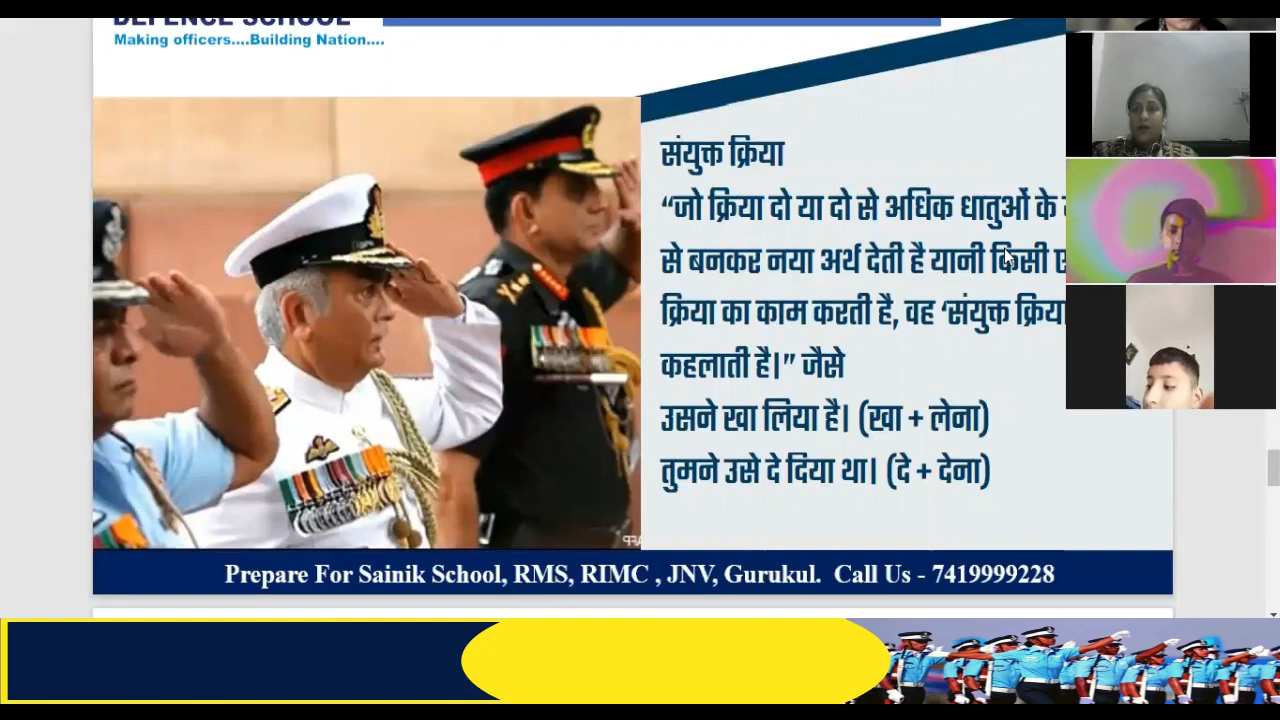 DEFENCE SCHOOL
Making officers....Building Nation....
संयुक्त क्रिया
“जो क्रिया दो या दो से अधिक धातुओं के
से बनकर नया अर्थ देती है यानी किसी
क्रिया का काम करती है, वह ‘संयुक्त क्रिया
कहलाती है।” जैसे
उसने खा लिया है। (खा + लेना)
तुमने उसे दे दिया था। (दे + देना)
Prepare For Sainik School, RMS, RIMC , JNV, Gurukul. Call Us - 7419999228